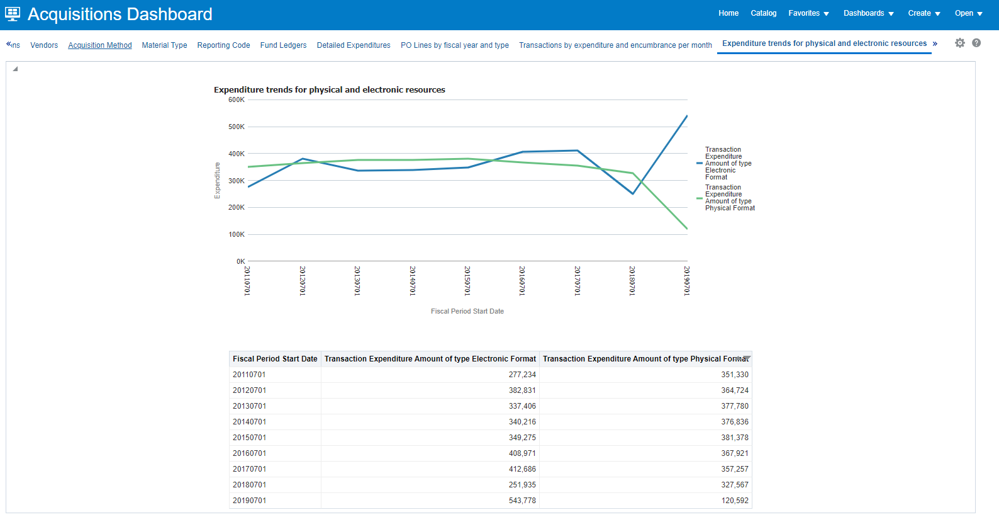 Acquisitions Dashboard
Home Catalog Favorites Dashboards Create Open
«ns Vendors Acquisition Method Material Type Reporting Code Fund Ledgers Detailed Expenditures PO Lines by fiscal year and type Transactions by expenditure and encumbrance per month Expenditure trends for physical and electronic resources »
Expenditure trends for physical and electronic resources
600K
500K
400K
300K
200K
100K
0K
Expenditure
20110701 20120701 20130701 20140701 20150701 20160701 20170701 20180701 20190701
Fiscal Period Start Date
Transaction
Expenditure
Amount of type
Electronic
Format
Transaction
Expenditure
Amount of type
Physical Format
Fiscal Period Start Date Transaction Expenditure Amount of type Electronic Format Transaction Expenditure Amount of type Physical Format
20110701 277,234 351,330
20120701 382,831 364,724
20130701 337,406 377,780
20140701 340,216 376,836
20150701 349,275 381,378
20160701 408,971 367,921
20170701 412,686 357,257
20180701 251,935 327,567
20190701 543,778 120,592